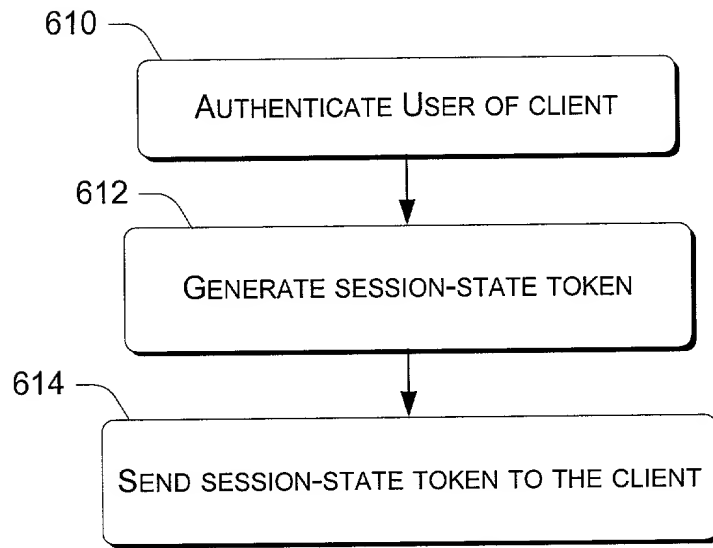 610
AUTHENTICATE USER OF CLIENT
612
GENERATE SESSION-STATE TOKEN
614
SEND SESSION-STATE TOKEN TO THE CLIENT